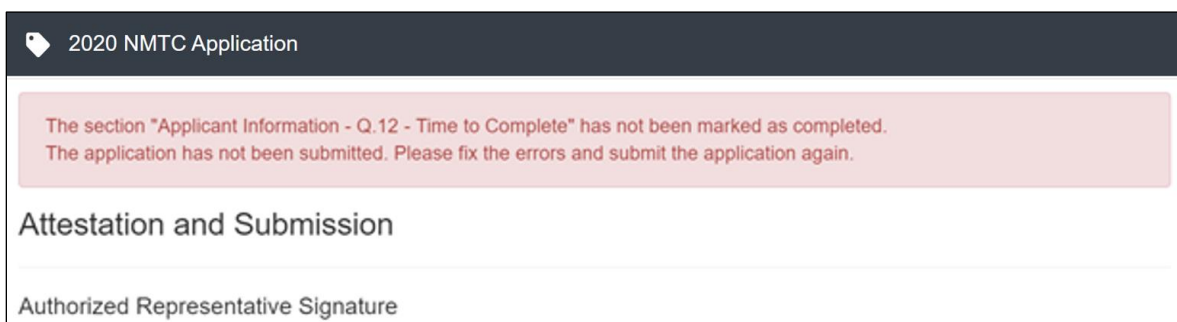 2020 NMTC Application
The section "Applicant Information - Q.12 - Time to Complete" has not been marked as completed.
The application has not been submitted. Please fix the errors and submit the application again.
Attestation and Submission
Authorized Representative Signature